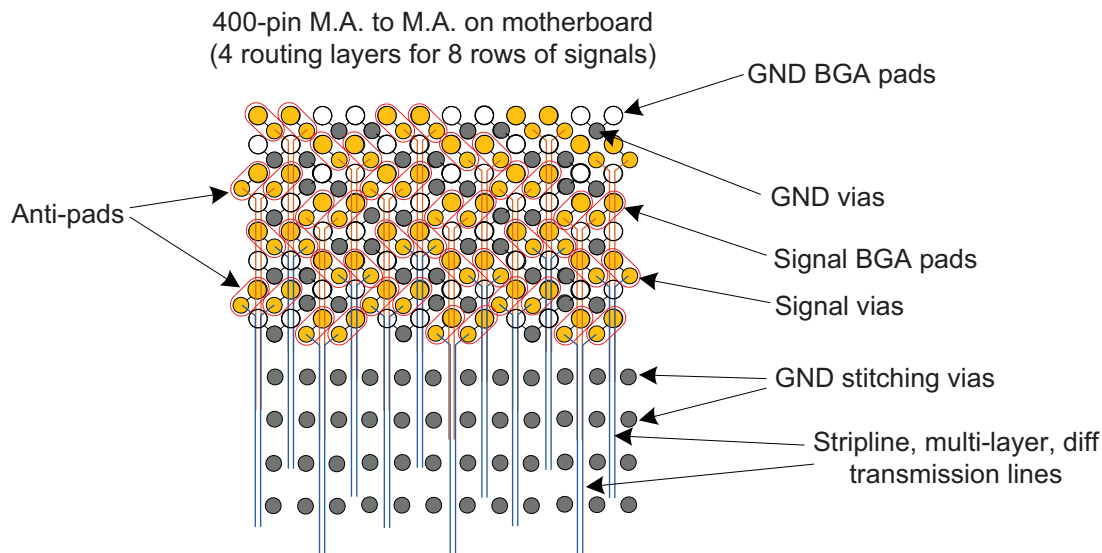 400-pin M.A. to M.A. on motherboard
(4 routing layers for 8 rows of signals)
GND BGA pads
GND vias
Anti-pads
Signal BGA pads
Signal vias
GND stitching vias
Stripline, multi-layer, diff
transmission lines